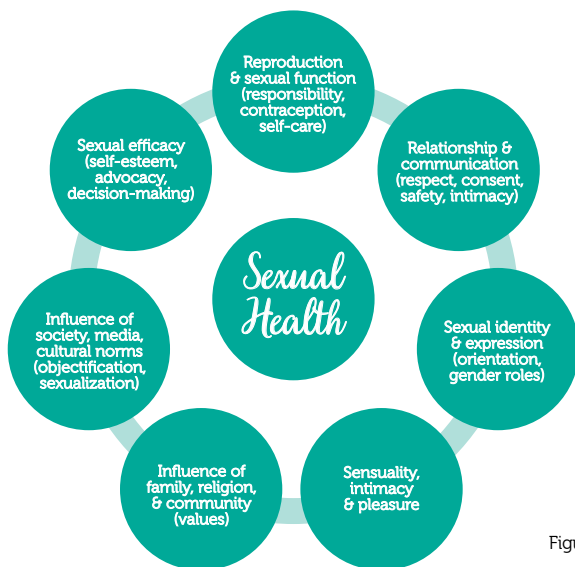 Reproduction
& sexual function
(responsibility,
contraception,
self-care)
Relationship &
communication
(respect, consent,
safety, intimacy)
Sexual identity
& expression
(orientation,
gender roles)
Sensuality,
intimacy
& pleasure
Influence of
family, religion,
& community
(values)
Influence of
society, media,
cultural norms
(objectification,
sexualization)
Sexual efficacy
(self-esteem,
advocacy,
decision-making)
Sexual
Health